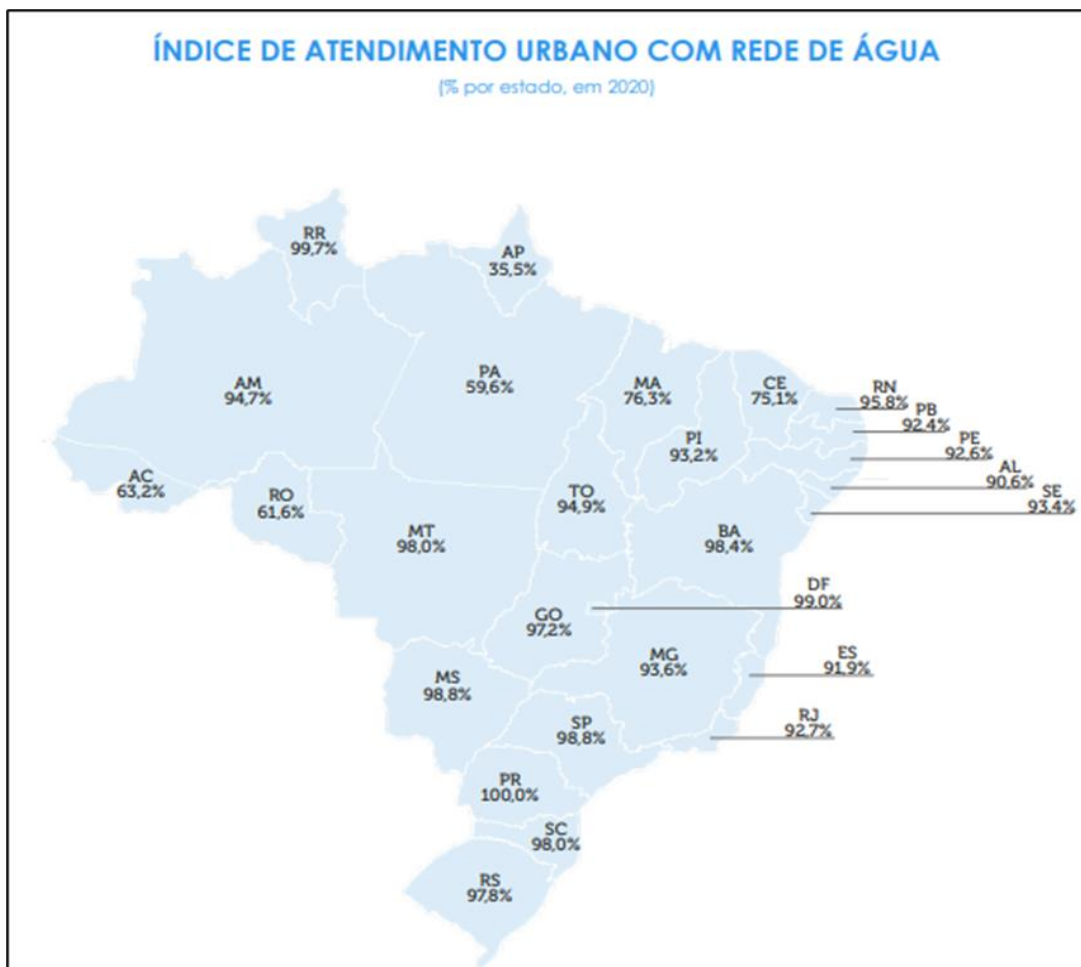 ÍNDICE DE ATENDIMENTO URBANO COM REDE DE ÁGUA
(% por estado, em 2020)
RR
99,7%
AP
35,5%
AM
94,7%
PA
59,6%
MA
76,3%
CE
75,1%
RN
95.8%
PB
92.4%
PE
92.6%
AL
90.6%
SE
93.4%
PI
93,2%
AC
63,2%
RO
61,6%
TO
94,9%
MT
98.0%
BA
98,4%
DF
99.0%
GO
97,2%
MG
93,6%
ES
91.9%
MS
98,8%
SP
98,8%
RJ
92.7%
PR
100,0%
SC
98,0%
RS
97,8%